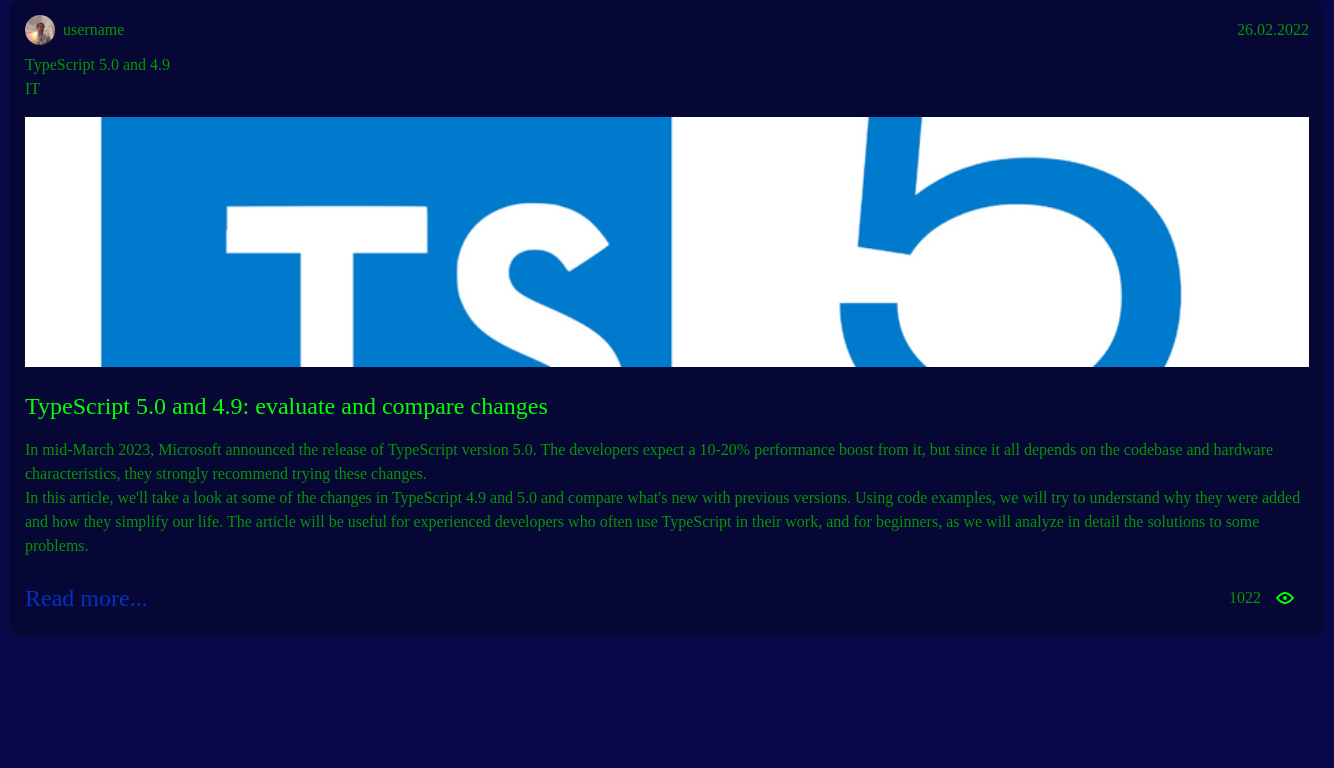 username
26.02.2022
TypeScript 5.0 and 4.9
IT
TS 5
TypeScript 5.0 and 4.9: evaluate and compare changes
In mid-March 2023, Microsoft announced the release of TypeScript version 5.0. The developers expect a 10-20% performance boost from it, but since it all depends on the codebase and hardware
characteristics, they strongly recommend trying these changes.
In this article, we'll take a look at some of the changes in TypeScript 4.9 and 5.0 and compare what's new with previous versions. Using code examples, we will try to understand why they were added
and how they simplify our life. The article will be useful for experienced developers who often use TypeScript in their work, and for beginners, as we will analyze in detail the solutions to some
problems.
Read more...
1022